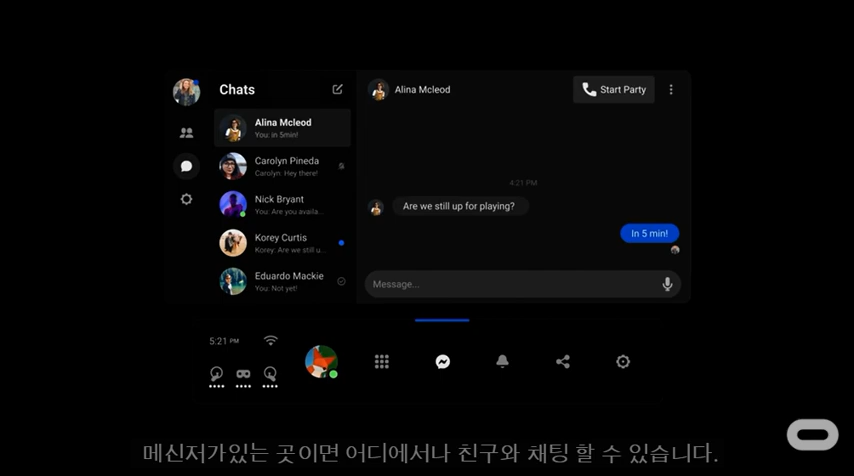 Chats
Alina Mcleod
You: in 5min!
Carolyn Pineda
Carolyn: Hey there!
Nick Bryant
You: Are you availa...
Korey Curtis
Korey: Are we still u...
Eduardo Mackie
You: Not yet!
Alina Mcleod
Start Party
4:21 PM
Are we still up for playing?
In 5 min!
Message...
5:21 PM
메신저가있는 곳이면 어디에서나 친구와 채팅 할 수 있습니다.